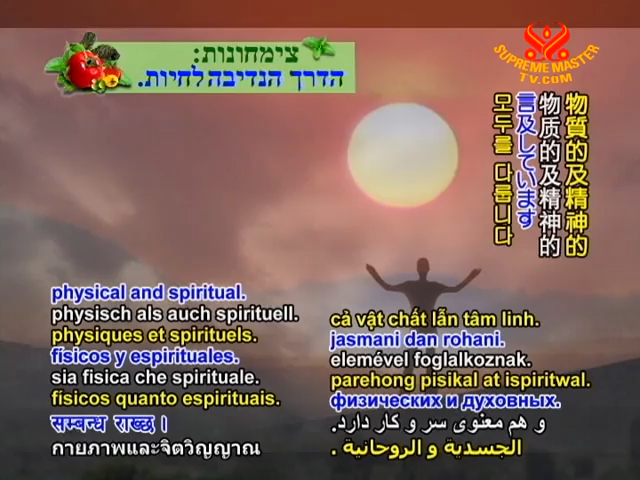 צימחונות:
הדרך הנדיבה לחיות.
SUPREME MASTER
TV.COM
物質的及精神的
物质的及精神的
言及しています
모두를 다룹니다
physical and spiritual.
physisch als auch spirituell.
physiques et spirituels.
físicos y espirituales.
sia fisica che spirituale.
físicos quanto espirituais.
सम्बन्ध राख्छ।
กายภาพและจิตวิญญาณ
cả vật chất lẫn tâm linh.
jasmani dan rohani.
elemével foglalkoznak.
parehong pisikal at ispiritwal.
физических и духовных.
و هم معنوی سر و کار دارد.
الجسدية و الروحانية .